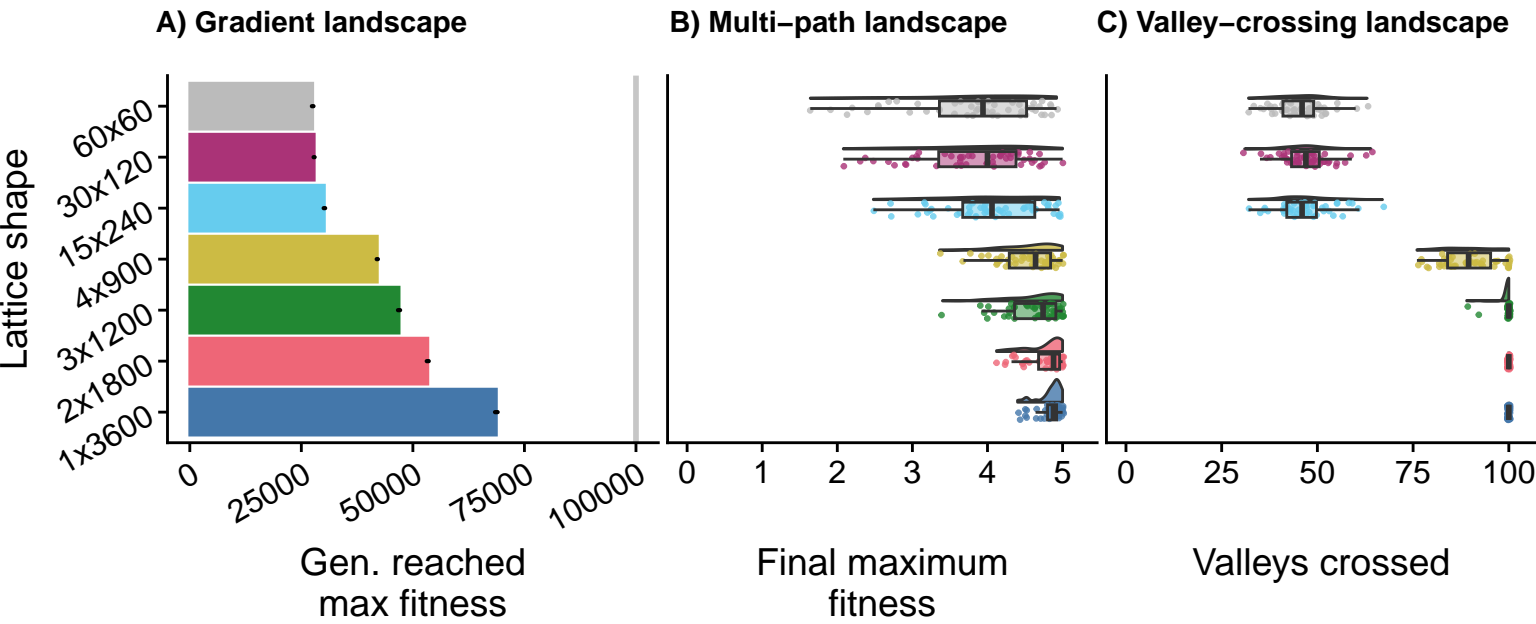 A) Gradient landscape
B) Multi−path landscape
C) Valley−crossing landscape
Lattice shape
60x60
30x120
15x240
4x900
3x1200
2x1800
1x3600
0
25000
50000
75000
100000
0
1
2
3
4
5
0
25
50
75
100
Gen. reached
max fitness
Final maximum
fitness
Valleys crossed